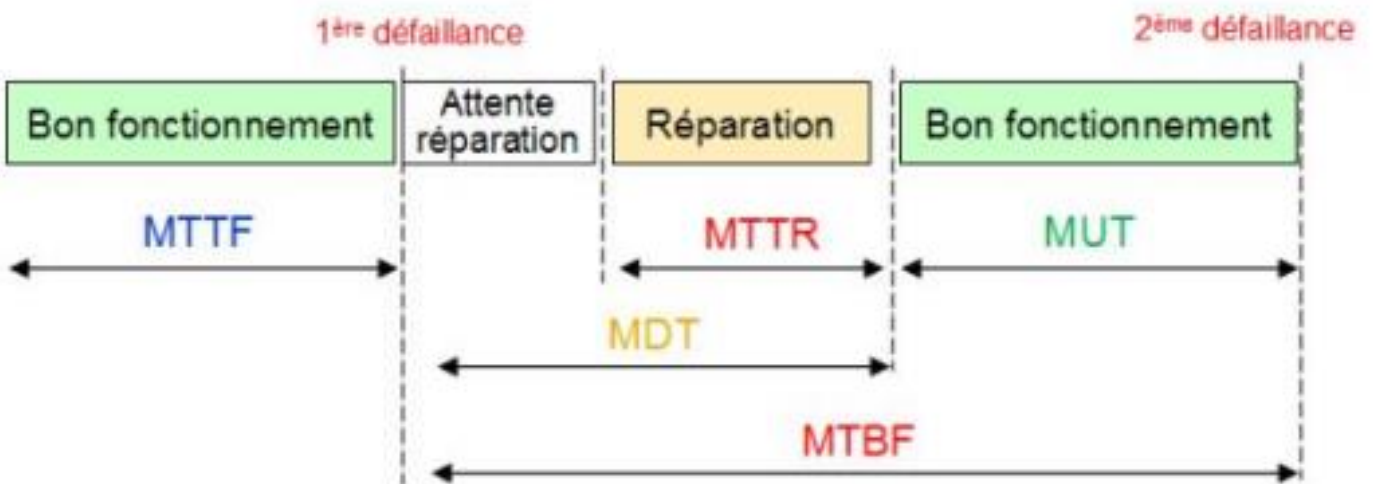 1ère défaillance
2ème défaillance
Bon fonctionnement
Attente
réparation
Réparation
Bon fonctionnement
MTTF
MTTR
MUT
MDT
MTBF